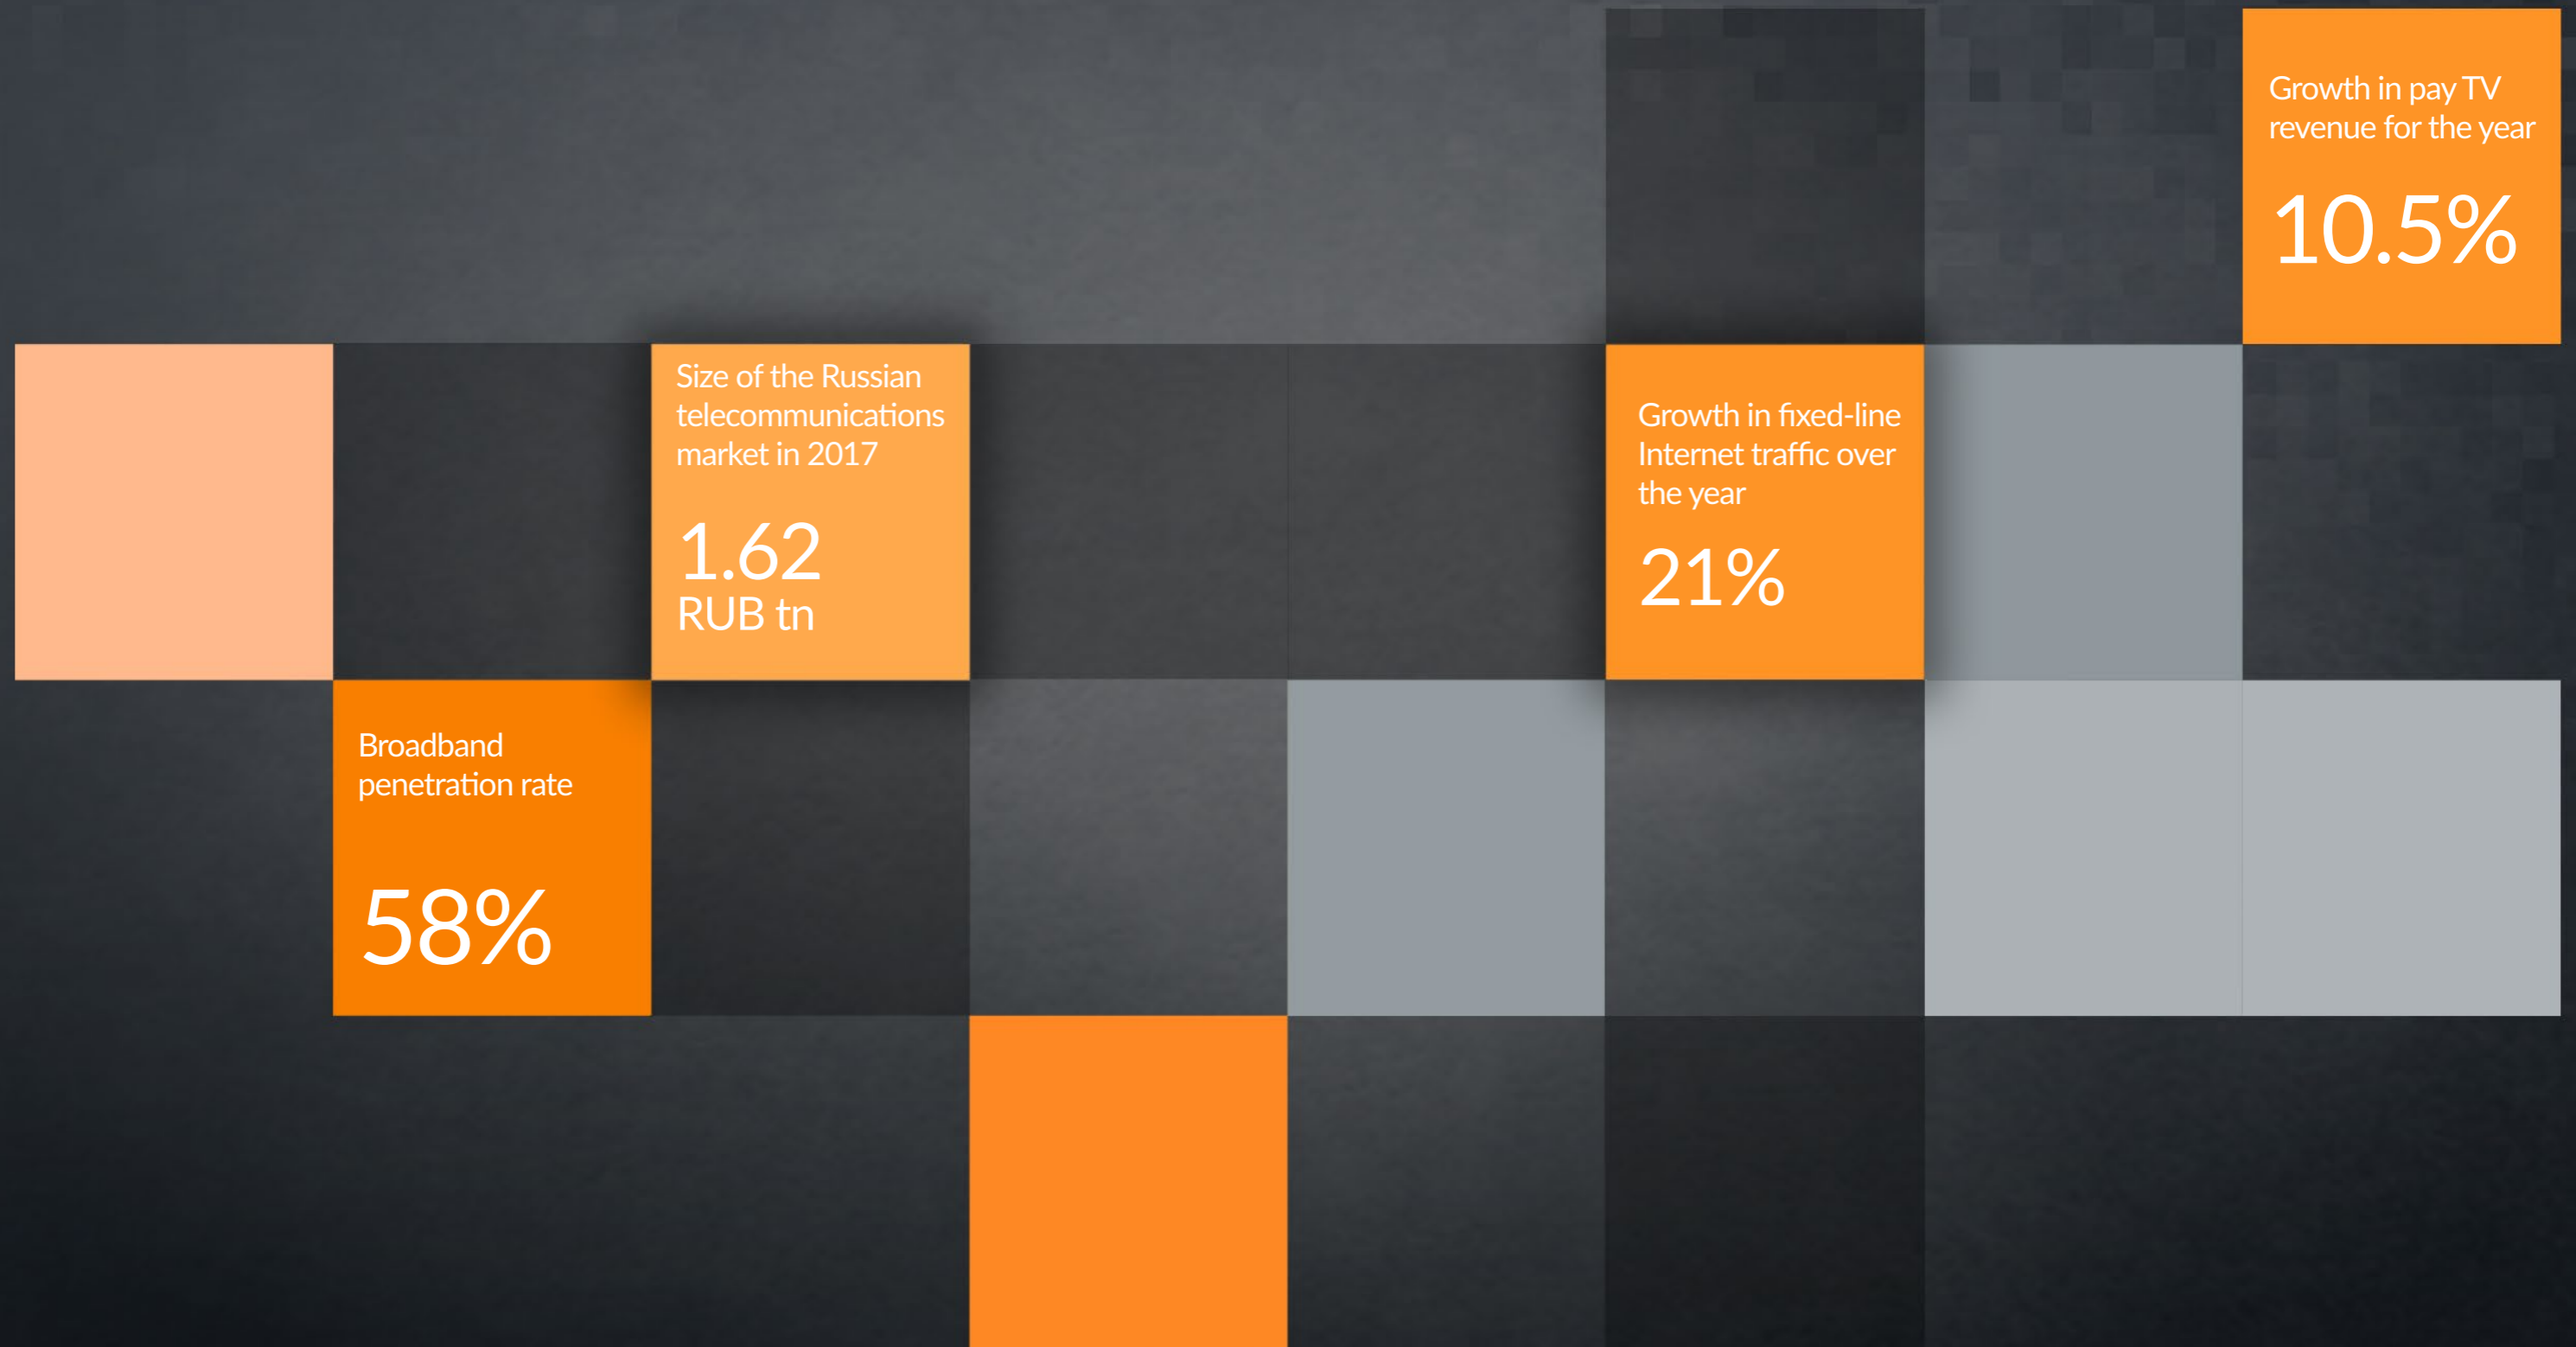 Growth in pay TV
revenue for the year
10.5%
Size of the Russian
telecommunications
market in 2017
1.62
RUB tn
Growth in fixed-line
Internet traffic over
the year
21%
Broadband
penetration rate
58%